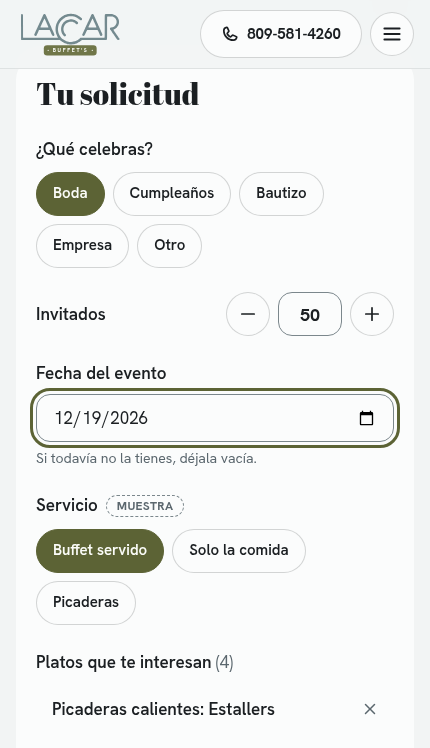 LACAR
BUFFET'S
809-581-4260
Tu solicitud
¿Qué celebras?
Boda
Cumpleaños
Bautizo
Empresa
Otro
Invitados
50
Fecha del evento
12/19/2026
Si todavía no la tienes, déjala vacía.
Servicio
MUESTRA
Buffet servido
Solo la comida
Picaderas
Platos que te interesan (4)
Picaderas calientes: Estallers